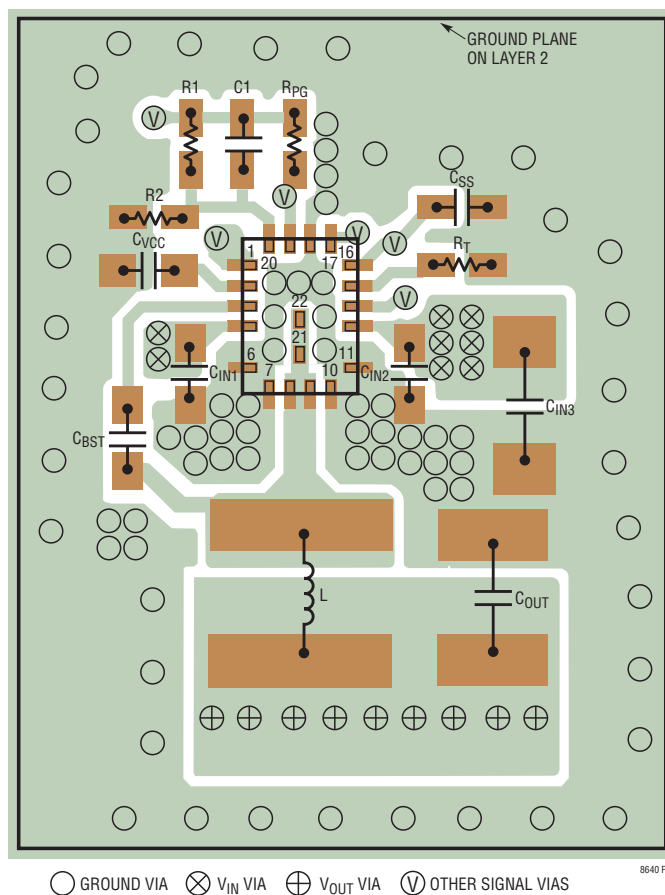 GROUND PLANE
ON LAYER 2
R1
C1
RPG
V
V
R2
CSS
V
V
V
CVCC
1
20
17
16
RT
V
22
21
6
7
10
11
CIN1
CIN2
CIN3
CBST
L
COUT
8640 F
GROUND VIA
VIN VIA
VOUT VIA
V OTHER SIGNAL VIAS